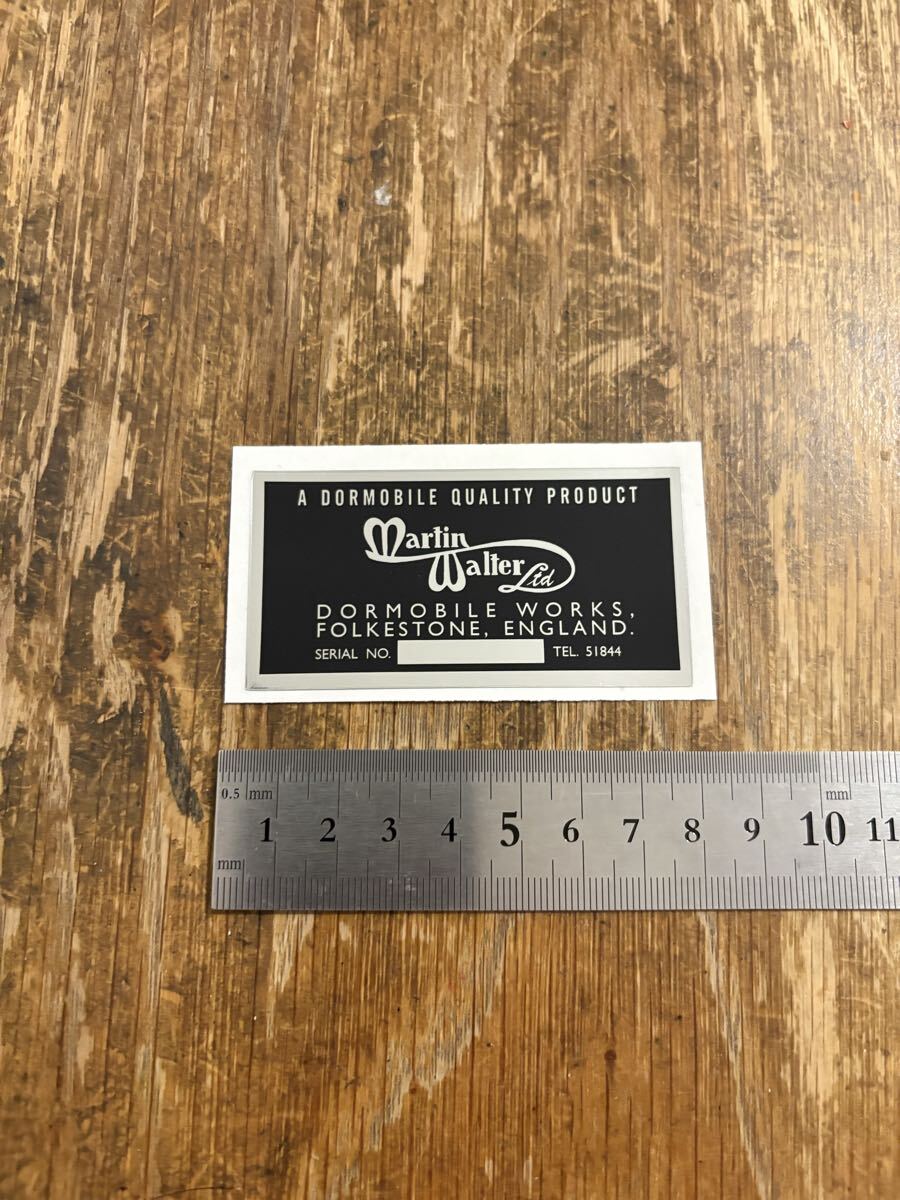 A DORMOBILE QUALITY PRODUCT
Martin
Walter Ltd
DORMOBILE WORKS,
FOLKESTONE, ENGLAND.
SERIAL NO. TEL. 51844
0.5 mm mm
1 2 3 4 5 6 7 8 9 10 11
mm